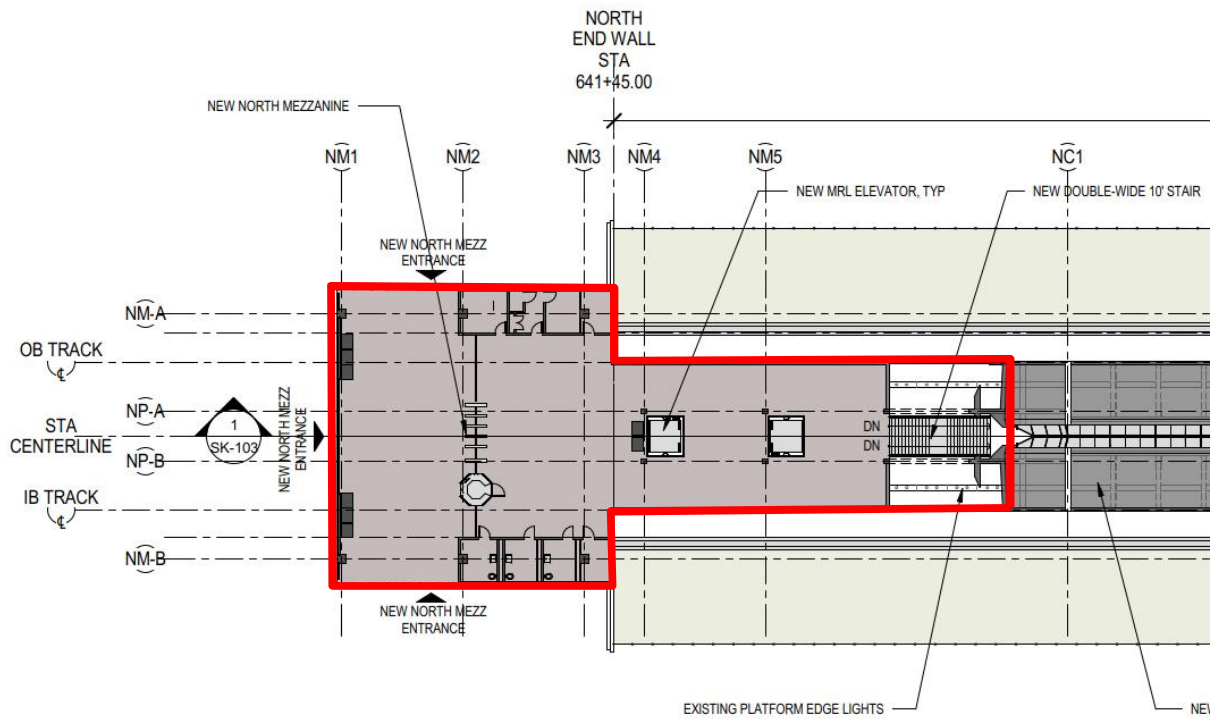 NORTH
END WALL
STA
641+45.00
NEW NORTH MEZZANINE
NM1
NM2
NM3
NM4
NM5
NC1
NEW MRL ELEVATOR, TYP
NEW DOUBLE-WIDE 10' STAIR
NEW NORTH MEZZ
ENTRANCE
NM-A
OB TRACK
NP-A
STA
CENTERLINE
1
SK-103
NEW NORTH MEZZ
ENTRANCE
NP-B
IB TRACK
NM-B
DN
DN
NEW NORTH MEZZ
ENTRANCE
EXISTING PLATFORM EDGE LIGHTS
NEW